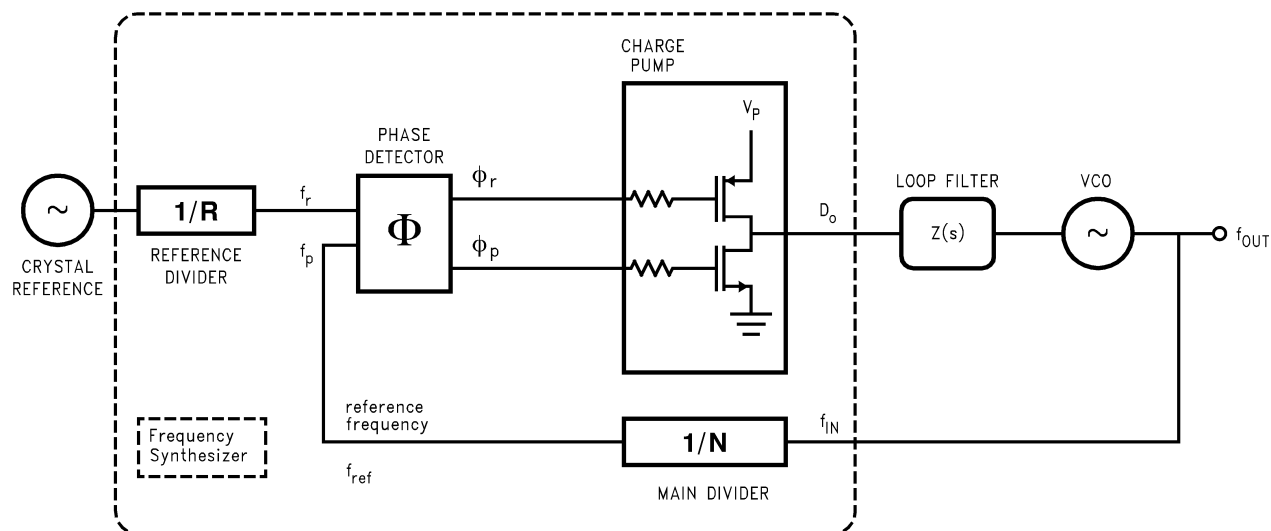 CHARGE
PUMP
V_P
PHASE
DETECTOR
ϕ_r
f_r
1/R
Φ
LOOP FILTER
VCO
D_o
Z(s)
~
~
f_OUT
f_p
ϕ_p
REFERENCE
DIVIDER
CRYSTAL
REFERENCE
reference
frequency
f_ref
1/N
f_IN
MAIN DIVIDER
Frequency
Synthesizer